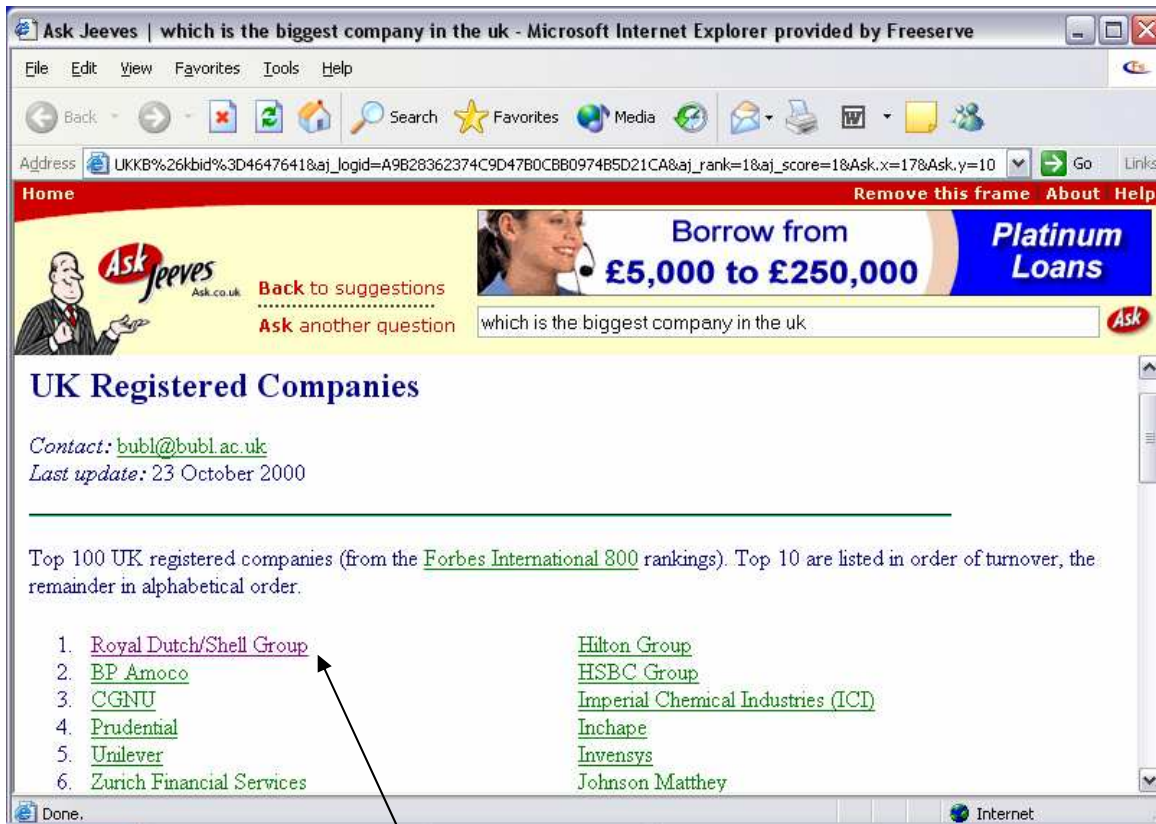 Ask Jeeves | which is the biggest company in the uk - Microsoft Internet Explorer provided by Freeserve
File Edit View Favorites Tools Help
Back Search Favorites Media
Address UKKB%26kbid%3D4647641&aj_logid=A9B28362374C9D47B0CBB0974B5D21CA&aj_rank=1&aj_score=1&Ask.x=17&Ask.y=10 Go Links
Home Remove this frame About Help
Ask Jeeves
Ask.co.uk
Back to suggestions
Ask another question
Borrow from
£5,000 to £250,000
Platinum
Loans
which is the biggest company in the uk Ask
UK Registered Companies
Contact: bubl@bubl.ac.uk
Last update: 23 October 2000
Top 100 UK registered companies (from the Forbes International 800 rankings). Top 10 are listed in order of turnover, the
remainder in alphabetical order.
1. Royal Dutch/Shell Group
2. BP Amoco
3. CGNU
4. Prudential
5. Unilever
6. Zurich Financial Services
Hilton Group
HSBC Group
Imperial Chemical Industries (ICI)
Inchape
Invensys
Johnson Matthey
Done. Internet